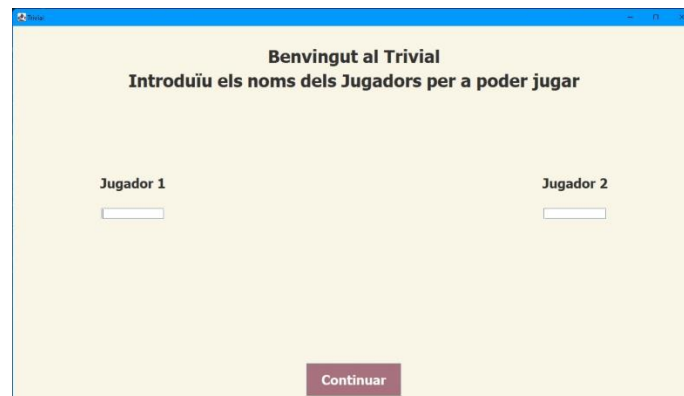 Trivial
Benvingut al Trivial
Introduïu els noms dels Jugadors per a poder jugar
Jugador 1
Jugador 2
Continuar